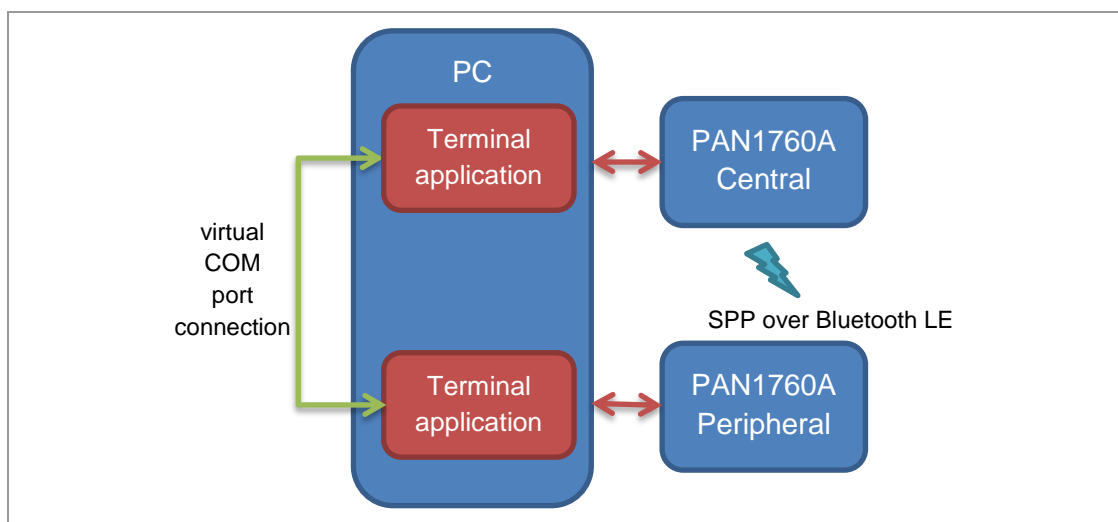 PC
Terminal
application
PAN1760A
Central
virtual
COM
port
connection
SPP over Bluetooth LE
Terminal
application
PAN1760A
Peripheral